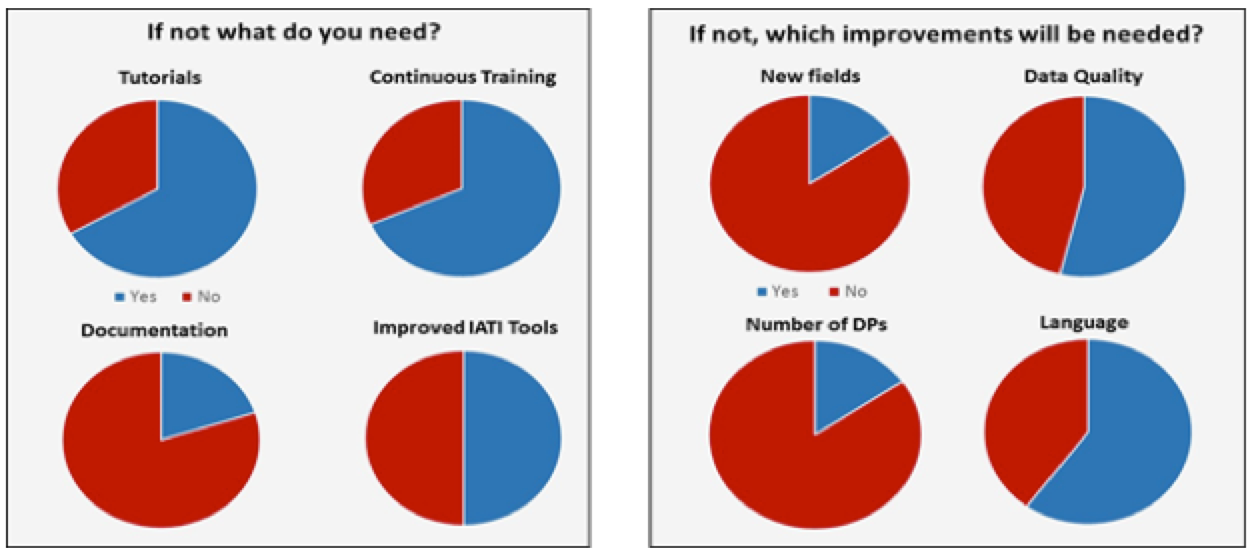 If not what do you need?
Tutorials
Continuous Training
Yes No
Documentation
Improved IATI Tools
If not, which improvements will be needed?
New fields
Data Quality
Yes No
Number of DPs
Language